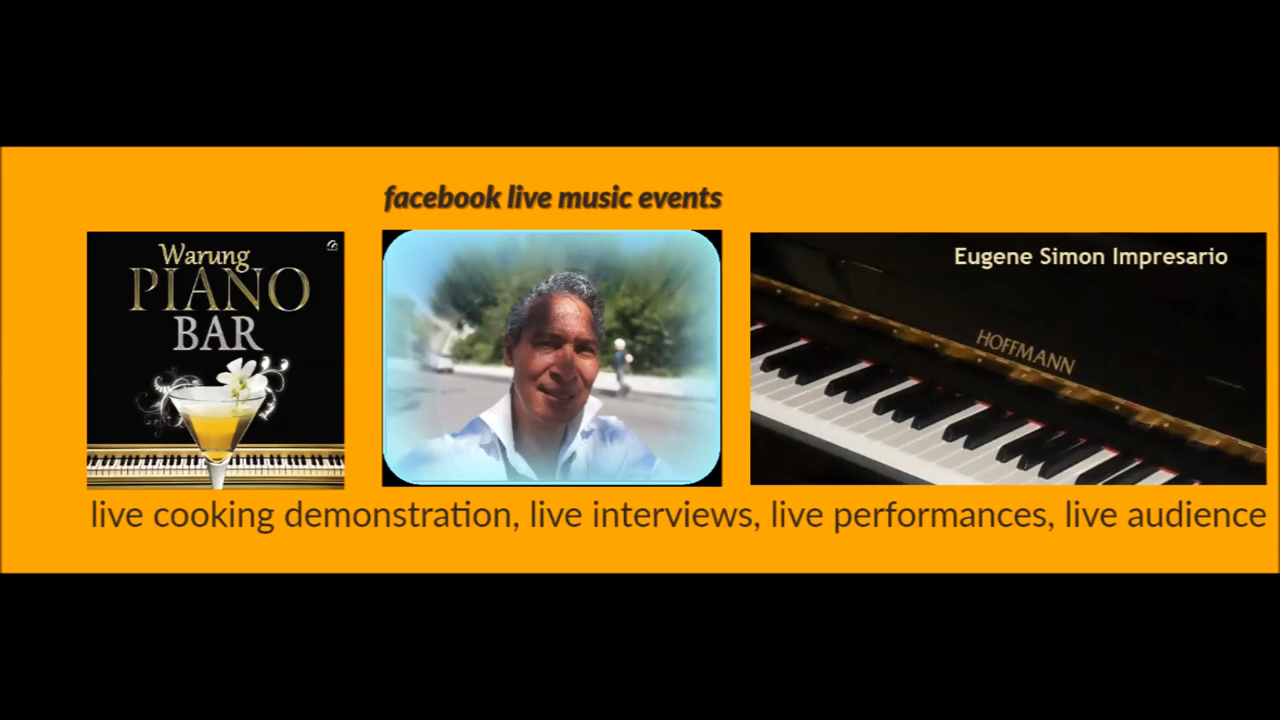 facebook live music events
Warung
PIANO
BAR
Eugene Simon Impresario
HOFFMANN
live cooking demonstration, live interviews, live performances, live audience